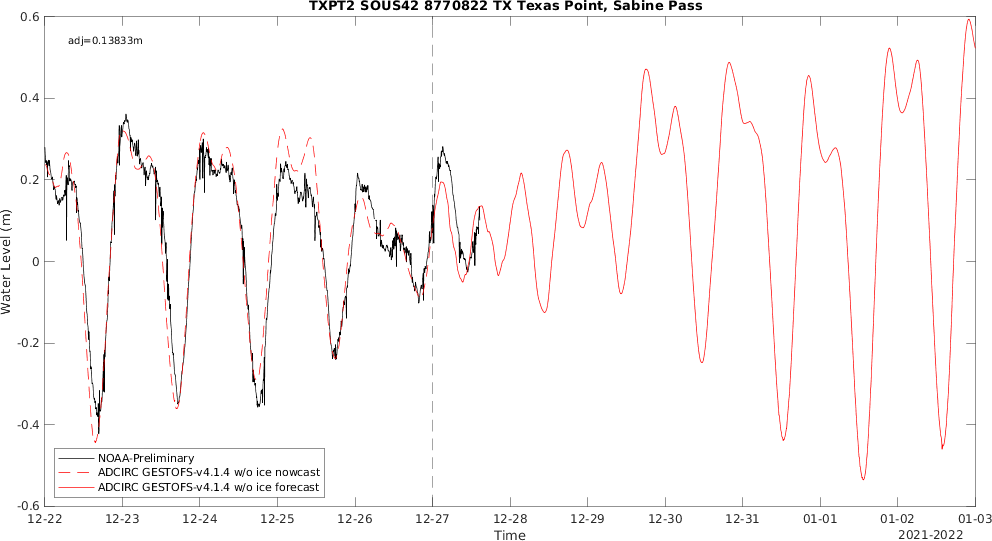 TXPT2 SOUS42 8770822 TX Texas Point, Sabine Pass
adj=0.13833m
Water Level (m)
0.6
0.4
0.2
0
-0.2
-0.4
-0.6
NOAA-Preliminary
ADCIRC GESTOFS-v4.1.4 w/o ice nowcast
ADCIRC GESTOFS-v4.1.4 w/o ice forecast
12-22 12-23 12-24 12-25 12-26 12-27 12-28 12-29 12-30 12-31 01-01 01-02 01-03
Time
2021-2022